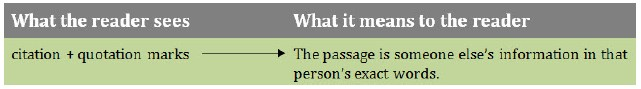 What the reader sees What it means to the reader
citation + quotation marks The passage is someone else's information in that
person's exact words.